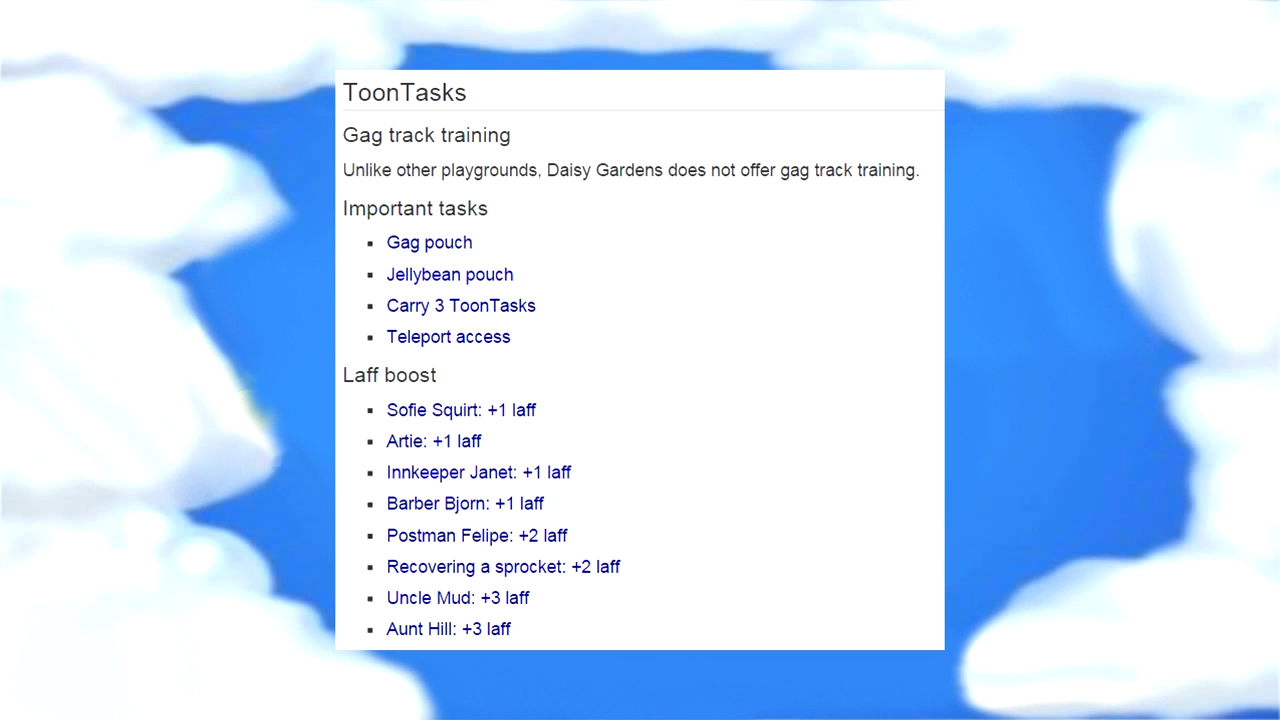 ToonTasks
Gag track training
Unlike other playgrounds, Daisy Gardens does not offer gag track training.
Important tasks
Gag pouch
Jellybean pouch
Carry 3 ToonTasks
Teleport access
Laff boost
Sofie Squirt: +1 laff
Artie: +1 laff
Innkeeper Janet: +1 laff
Barber Bjorn: +1 laff
Postman Felipe: +2 laff
Recovering a sprocket: +2 laff
Uncle Mud: +3 laff
Aunt Hill: +3 laff